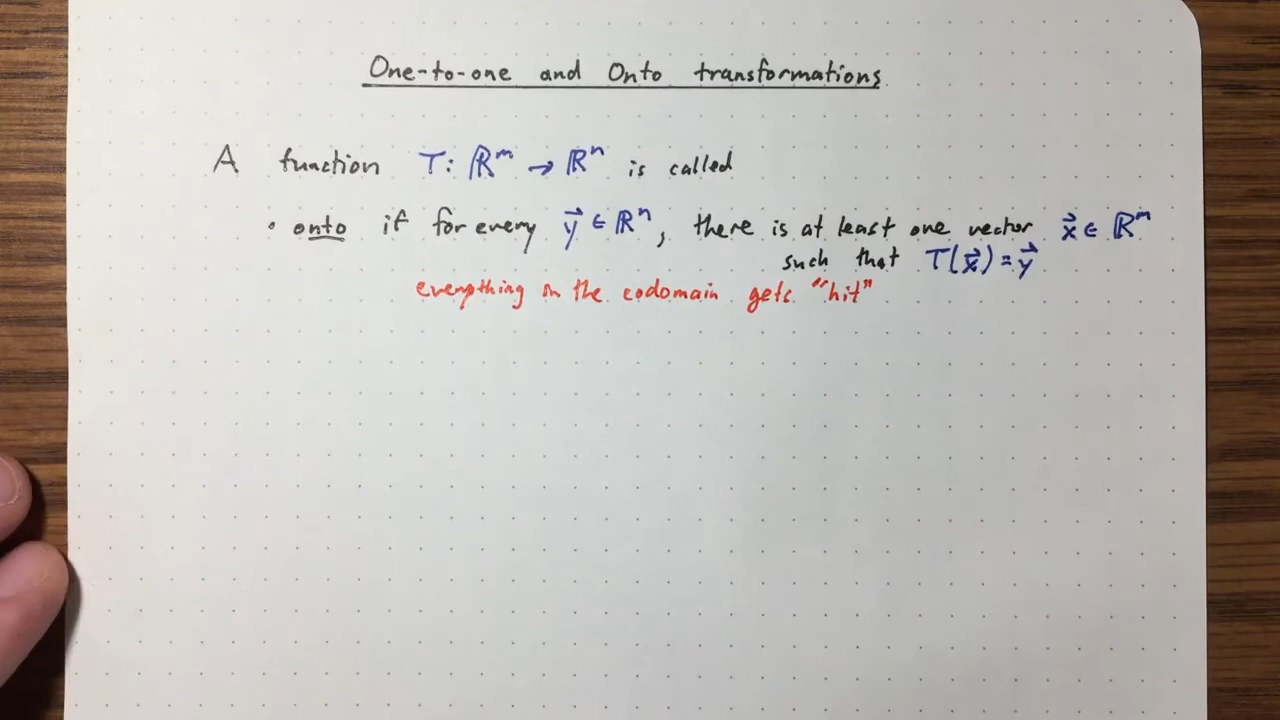 One-to-one and Onto transformations
A function T: ℝᵐ → ℝⁿ is called
• onto if for every y⃗ ∈ ℝⁿ, there is at least one vector x⃗ ∈ ℝᵐ
such that T(x⃗) = y⃗
everything in the codomain gets "hit"